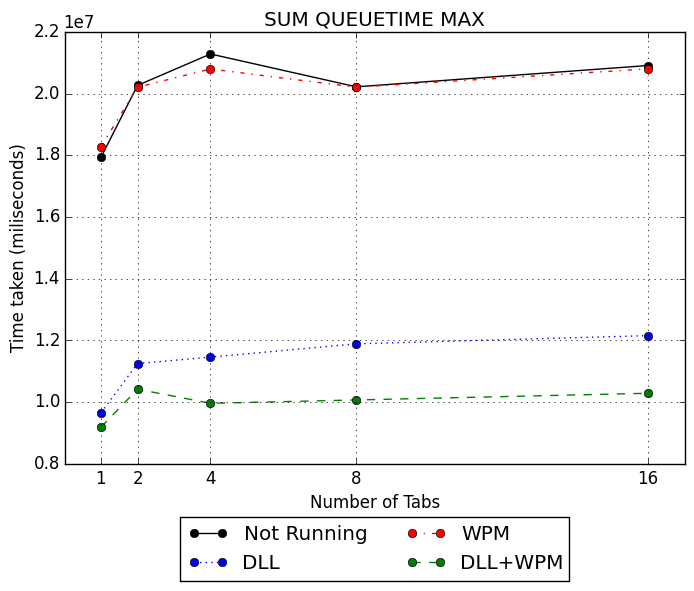 SUM QUEUETIME MAX
1e7
2.2
2.0
1.8
1.6
1.4
1.2
1.0
0.8
Time taken (miliseconds)
1 2 4 8 16
Number of Tabs
Not Running WPM
DLL DLL+WPM